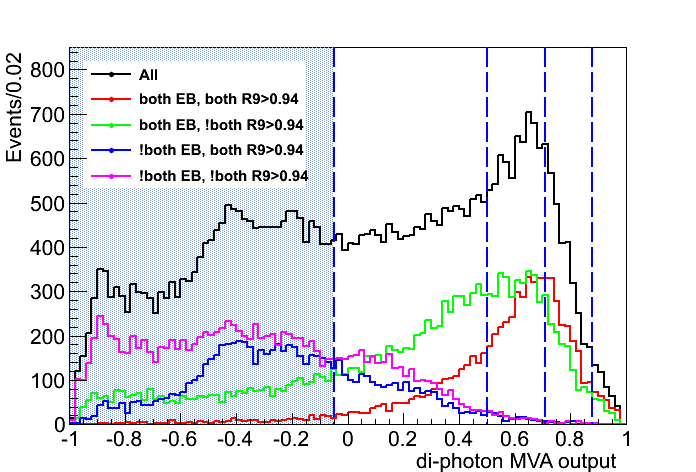 Events/0.02
800
700
600
500
400
300
200
100
0
All
both EB, both R9>0.94
both EB, !both R9>0.94
!both EB, both R9>0.94
!both EB, !both R9>0.94
-1 -0.8 -0.6 -0.4 -0.2 0 0.2 0.4 0.6 0.8 1
di-photon MVA output